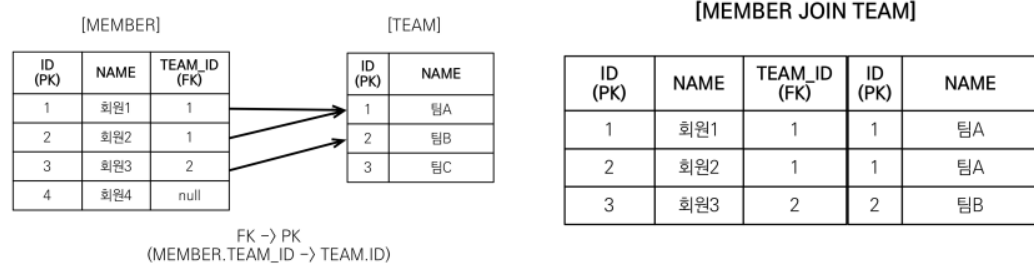 [MEMBER]
ID (PK) NAME TEAM_ID (FK)
1 회원1 1
2 회원2 1
3 회원3 2
4 회원4 null
[TEAM]
ID (PK) NAME
1 팀A
2 팀B
3 팀C
FK -> PK
(MEMBER.TEAM_ID -> TEAM.ID)
[MEMBER JOIN TEAM]
ID (PK) NAME TEAM_ID (FK) ID (PK) NAME
1 회원1 1 1 팀A
2 회원2 1 1 팀A
3 회원3 2 2 팀B